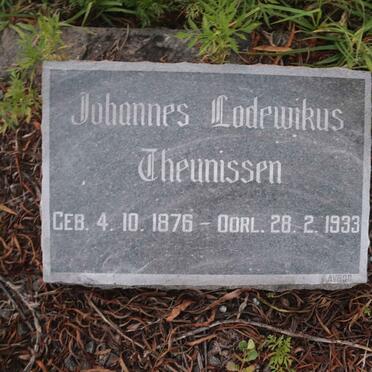 Johannes Lodewikus
Theunissen
GEB. 4. 10. 1876 – OORL. 28. 2. 1933